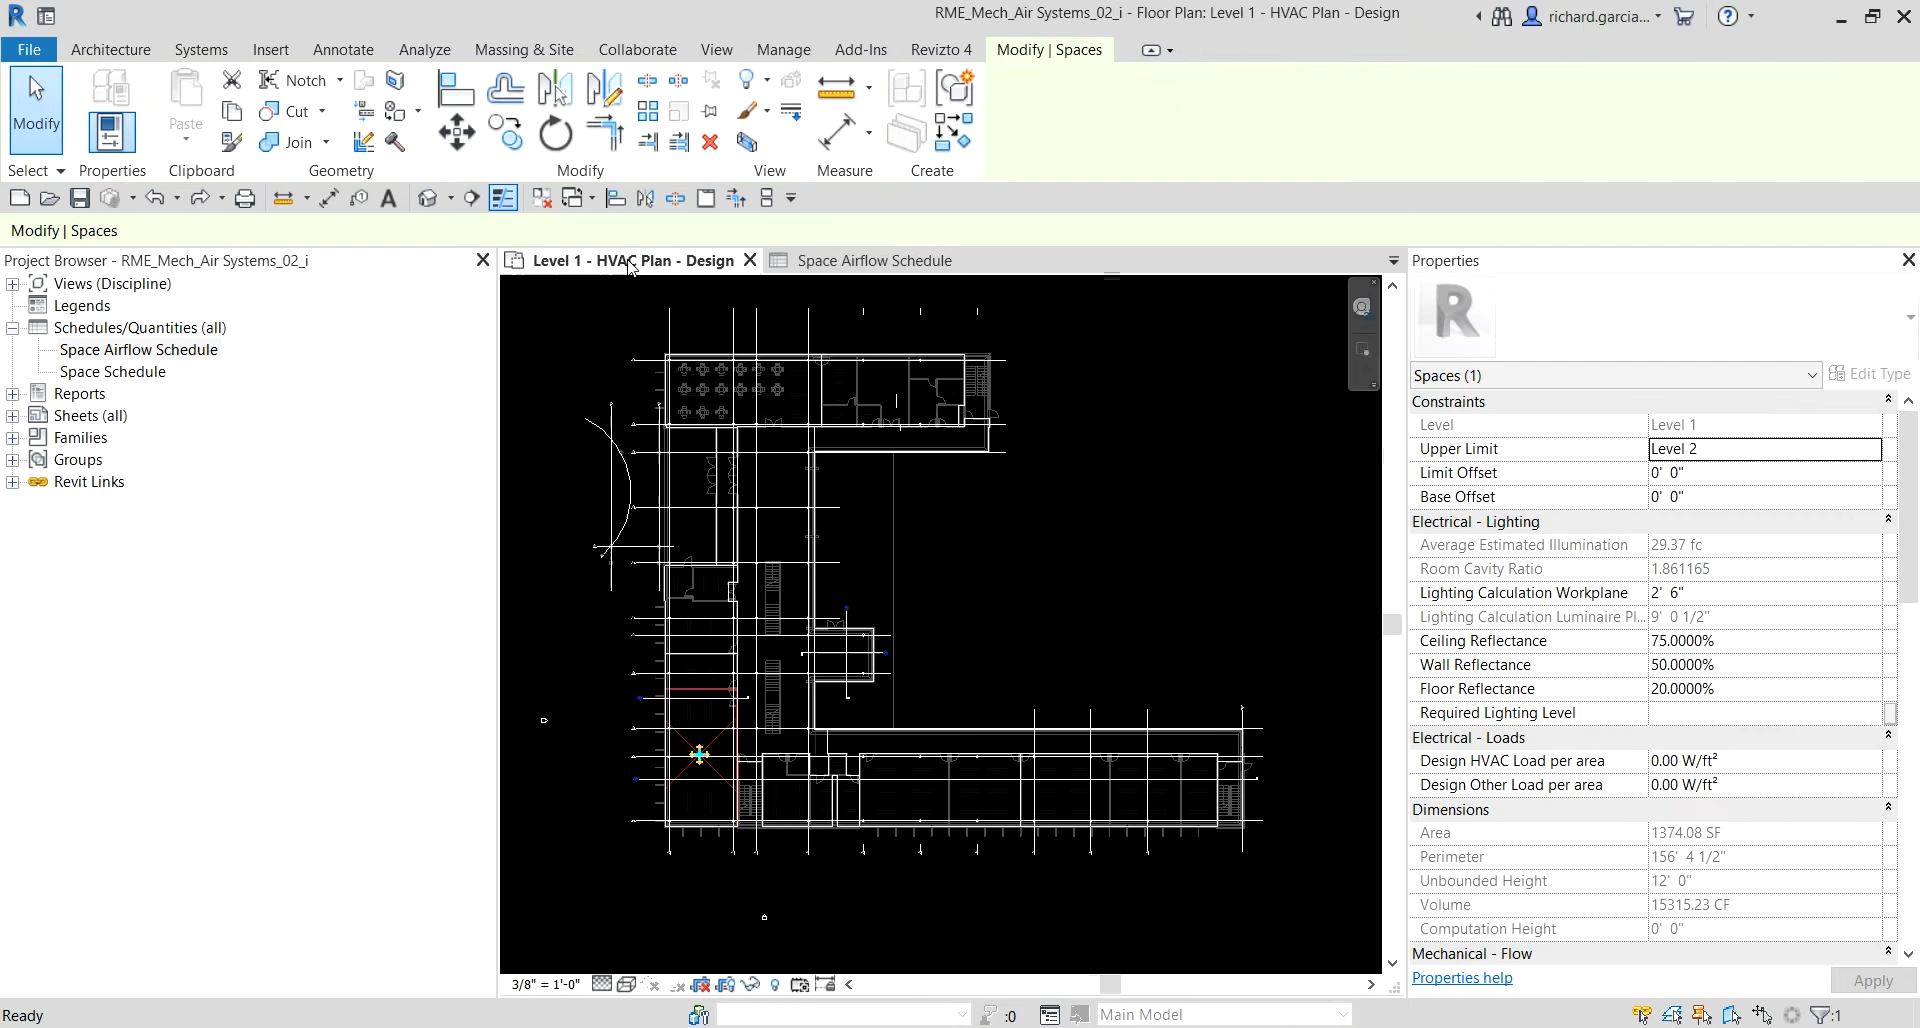 RME_Mech_Air Systems_02_i - Floor Plan: Level 1 - HVAC Plan - Design
richard.garcia...
File Architecture Systems Insert Annotate Analyze Massing & Site Collaborate View Manage Add-Ins Revizto 4 Modify | Spaces
Notch
Modify Paste Cut
Join
Select Properties Clipboard Geometry Modify View Measure Create
Modify | Spaces
Project Browser - RME_Mech_Air Systems_02_i
Views (Discipline)
Legends
Schedules/Quantities (all)
Space Airflow Schedule
Space Schedule
Reports
Sheets (all)
Families
Groups
Revit Links
Level 1 - HVAC Plan - Design Space Airflow Schedule
3/8" = 1'-0"
Properties
Spaces (1) Edit Type
Constraints
Level Level 1
Upper Limit Level 2
Limit Offset 0' 0"
Base Offset 0' 0"
Electrical - Lighting
Average Estimated Illumination 29.37 fc
Room Cavity Ratio 1.861165
Lighting Calculation Workplane 2' 6"
Lighting Calculation Luminaire Pl... 9' 0 1/2"
Ceiling Reflectance 75.0000%
Wall Reflectance 50.0000%
Floor Reflectance 20.0000%
Required Lighting Level
Electrical - Loads
Design HVAC Load per area 0.00 W/ft²
Design Other Load per area 0.00 W/ft²
Dimensions
Area 1374.08 SF
Perimeter 156' 4 1/2"
Unbounded Height 12' 0"
Volume 15315.23 CF
Computation Height 0' 0"
Mechanical - Flow
Properties help Apply
Ready :0 Main Model :1